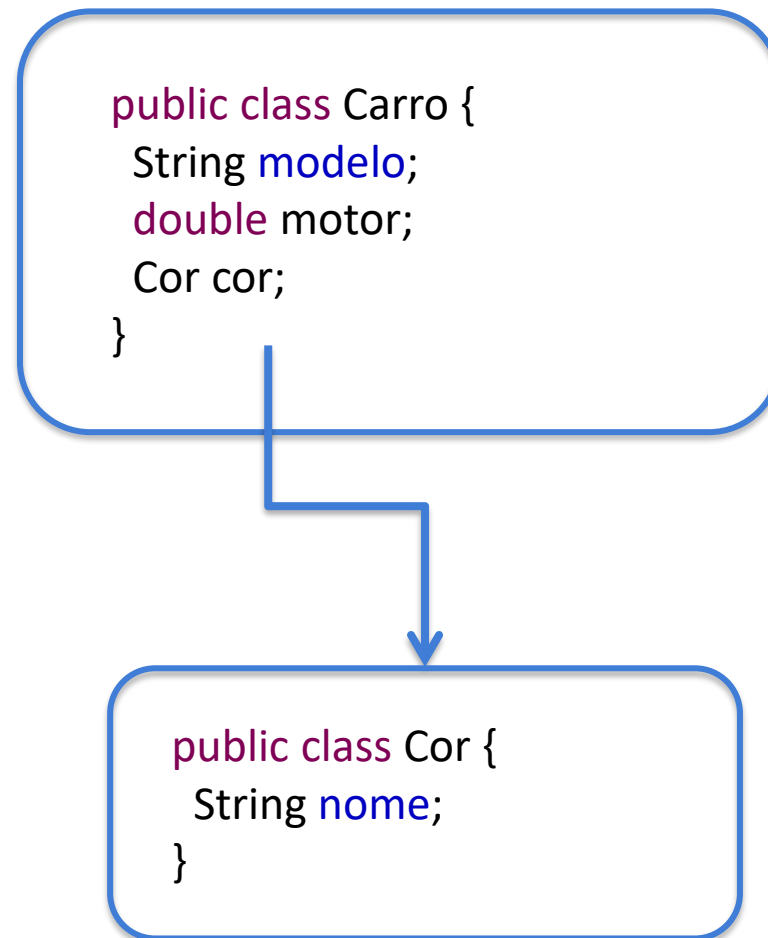 public class Carro {
String modelo;
double motor;
Cor cor;
}
public class Cor {
String nome;
}